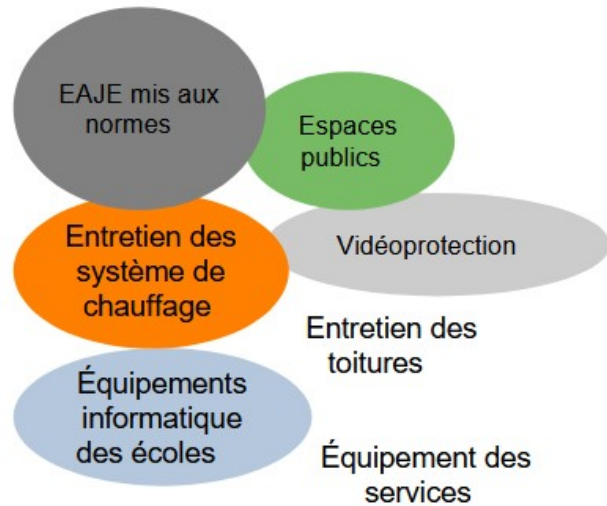 EAJE mis aux
normes
Espaces
publics
Entretien des
système de
chauffage
Vidéoprotection
Entretien des
toitures
Équipements
informatique
des écoles
Équipement des
services